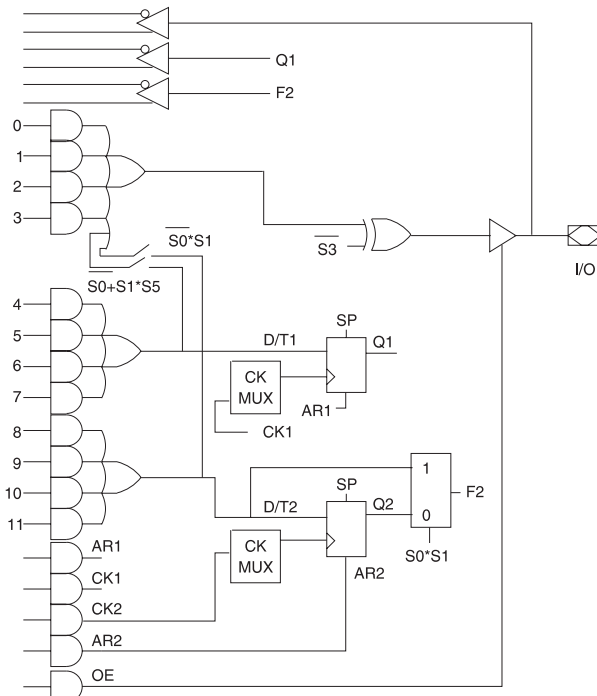 Q1
F2
0
1
2
3
S0*S1
S3
I/O
S0+S1*S5
4
5
6
7
SP
D/T1
Q1
CK
MUX
AR1
CK1
8
9
10
11
SP
1
F2
D/T2
Q2
0
CK
MUX
S0*S1
AR1
AR2
CK1
CK2
AR2
OE